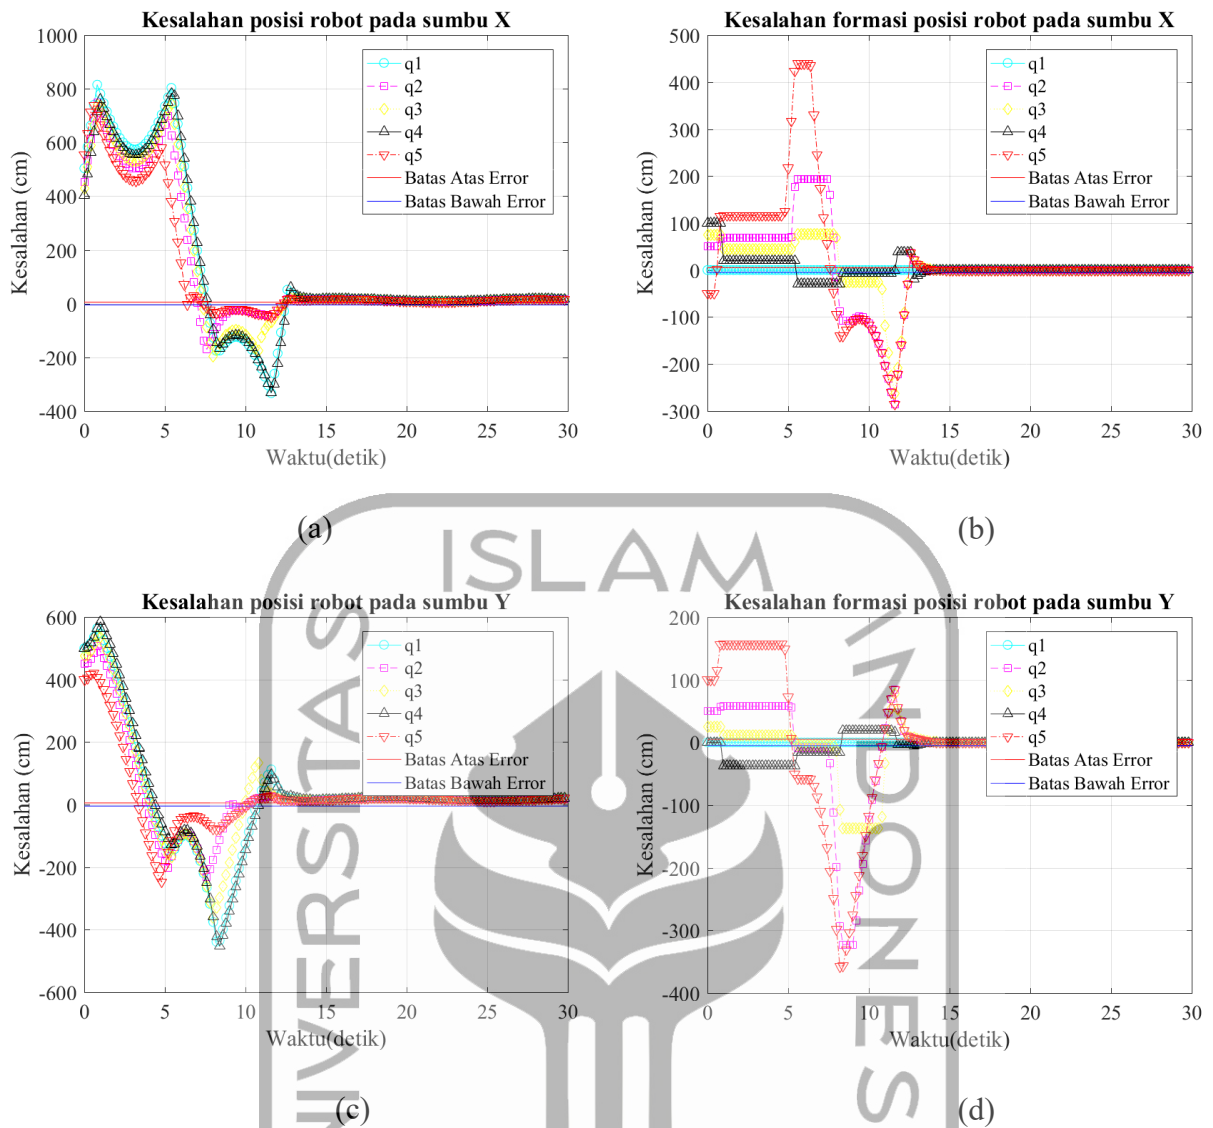 Kesalahan posisi robot pada sumbu X
Kesalahan (cm)
1000
800
600
400
200
0
-200
-400
0
5
10
15
20
25
30
Waktu(detik)
q1
q2
q3
q4
q5
Batas Atas Error
Batas Bawah Error
(a)
Kesalahan formasi posisi robot pada sumbu X
Kesalahan (cm)
500
400
300
200
100
0
-100
-200
-300
0
5
10
15
20
25
30
Waktu(detik)
q1
q2
q3
q4
q5
Batas Atas Error
Batas Bawah Error
(b)
ISLAM
UNIVERSITAS
INDONES
Kesalahan posisi robot pada sumbu Y
Kesalahan (cm)
600
400
200
0
-200
-400
-600
0
5
10
15
20
25
30
Waktu(detik)
q1
q2
q3
q4
q5
Batas Atas Error
Batas Bawah Error
(c)
Kesalahan formasi posisi robot pada sumbu Y
Kesalahan (cm)
200
100
0
-100
-200
-300
-400
0
5
10
15
20
25
30
Waktu(detik)
q1
q2
q3
q4
q5
Batas Atas Error
Batas Bawah Error
(d)